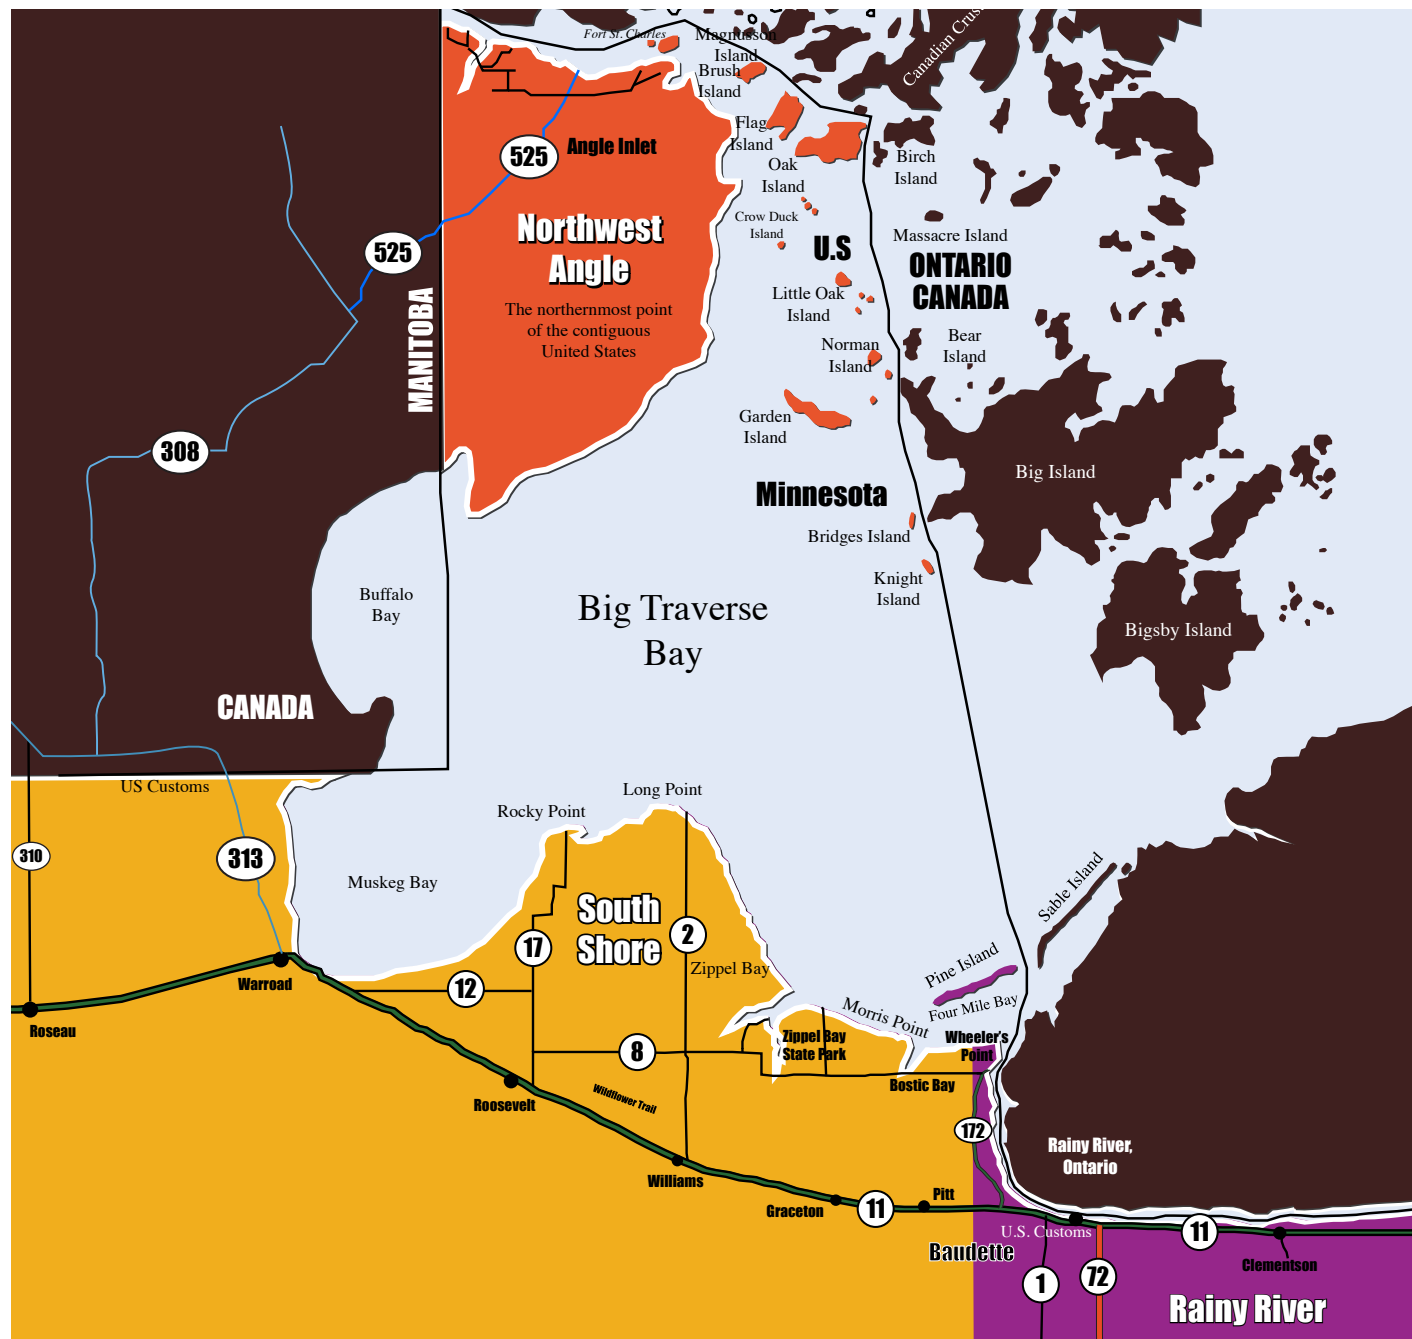 Fort St. Charles
Magnusson
Island
Canadian Crus
Brush
Island
Flag
Island
525
Angle Inlet
Oak
Island
Birch
Island
Northwest
Angle
Crow Duck
Island
525
U.S
Massacre Island
ONTARIO
CANADA
The northernmost point
of the contiguous
United States
Little Oak
Island
MANITOBA
Norman
Island
Bear
Island
Garden
Island
308
Big Island
Minnesota
Bridges Island
Knight
Island
Buffalo
Bay
Big Traverse
Bay
Bigsby Island
CANADA
US Customs
Long Point
Rocky Point
310
313
Muskeg Bay
Sable Island
South
Shore
17
2
Zippel Bay
Pine Island
Four Mile Bay
Warroad
12
Morris Point
Roseau
Zippel Bay
State Park
Wheeler's
Point
8
Bostic Bay
Roosevelt
Wildflower Trail
172
Rainy River,
Ontario
Williams
Graceton
11
Pitt
U.S. Customs
11
Baudette
Clementson
1
72
Rainy River